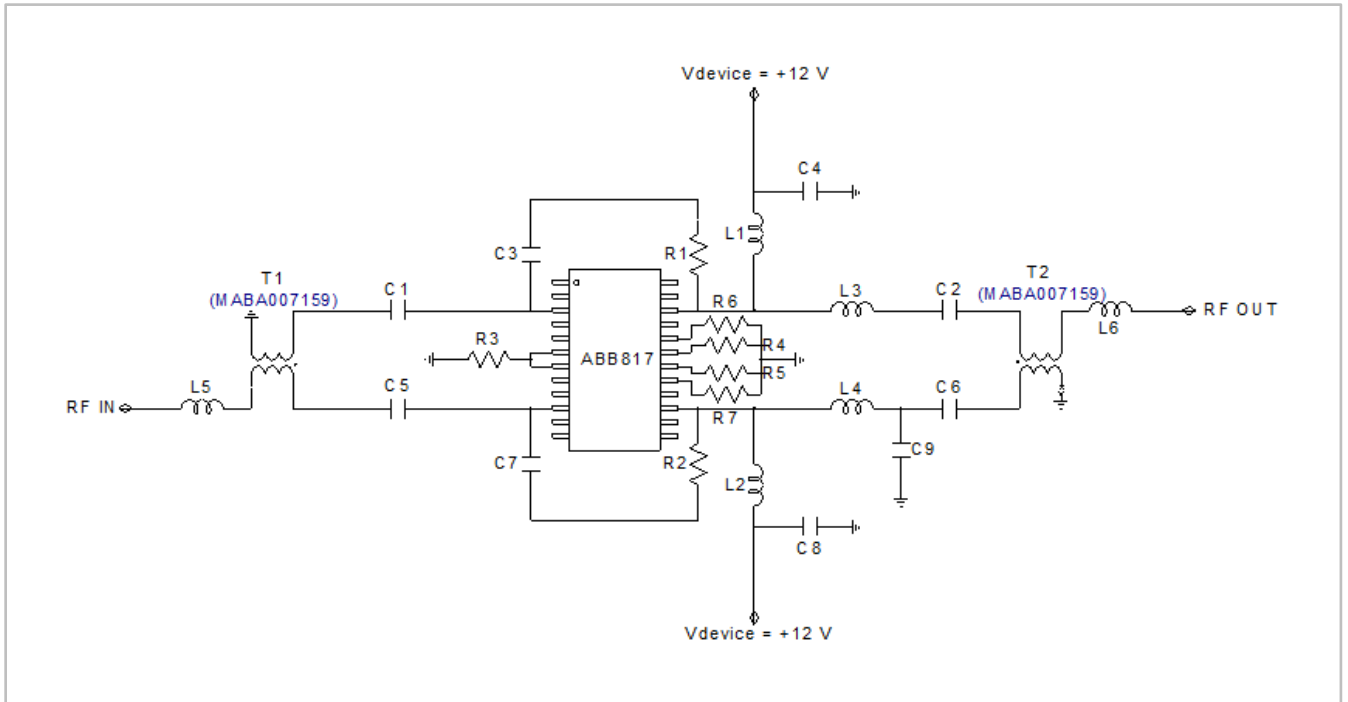 Vdevice = +12 V
C4
L1
C3
R1
T1
(MABA007159)
C1
R6
L3
C2
T2
(MABA007159)
L6
RF OUT
R3
ABB817
R4
R5
L5
C5
R7
L4
C6
RF IN
C7
R2
L2
C9
C8
Vdevice = +12 V